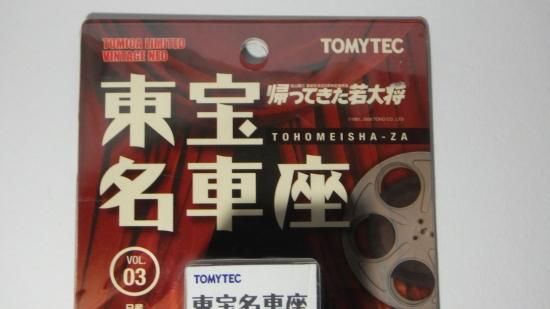 TOMICA LIMITED
VINTAGE NEO
TOMYTEC
東宝
帰ってきた若大将
TOHOMEISHA-ZA
名車座
VOL.
03
TOMYTEC
東宝名車座